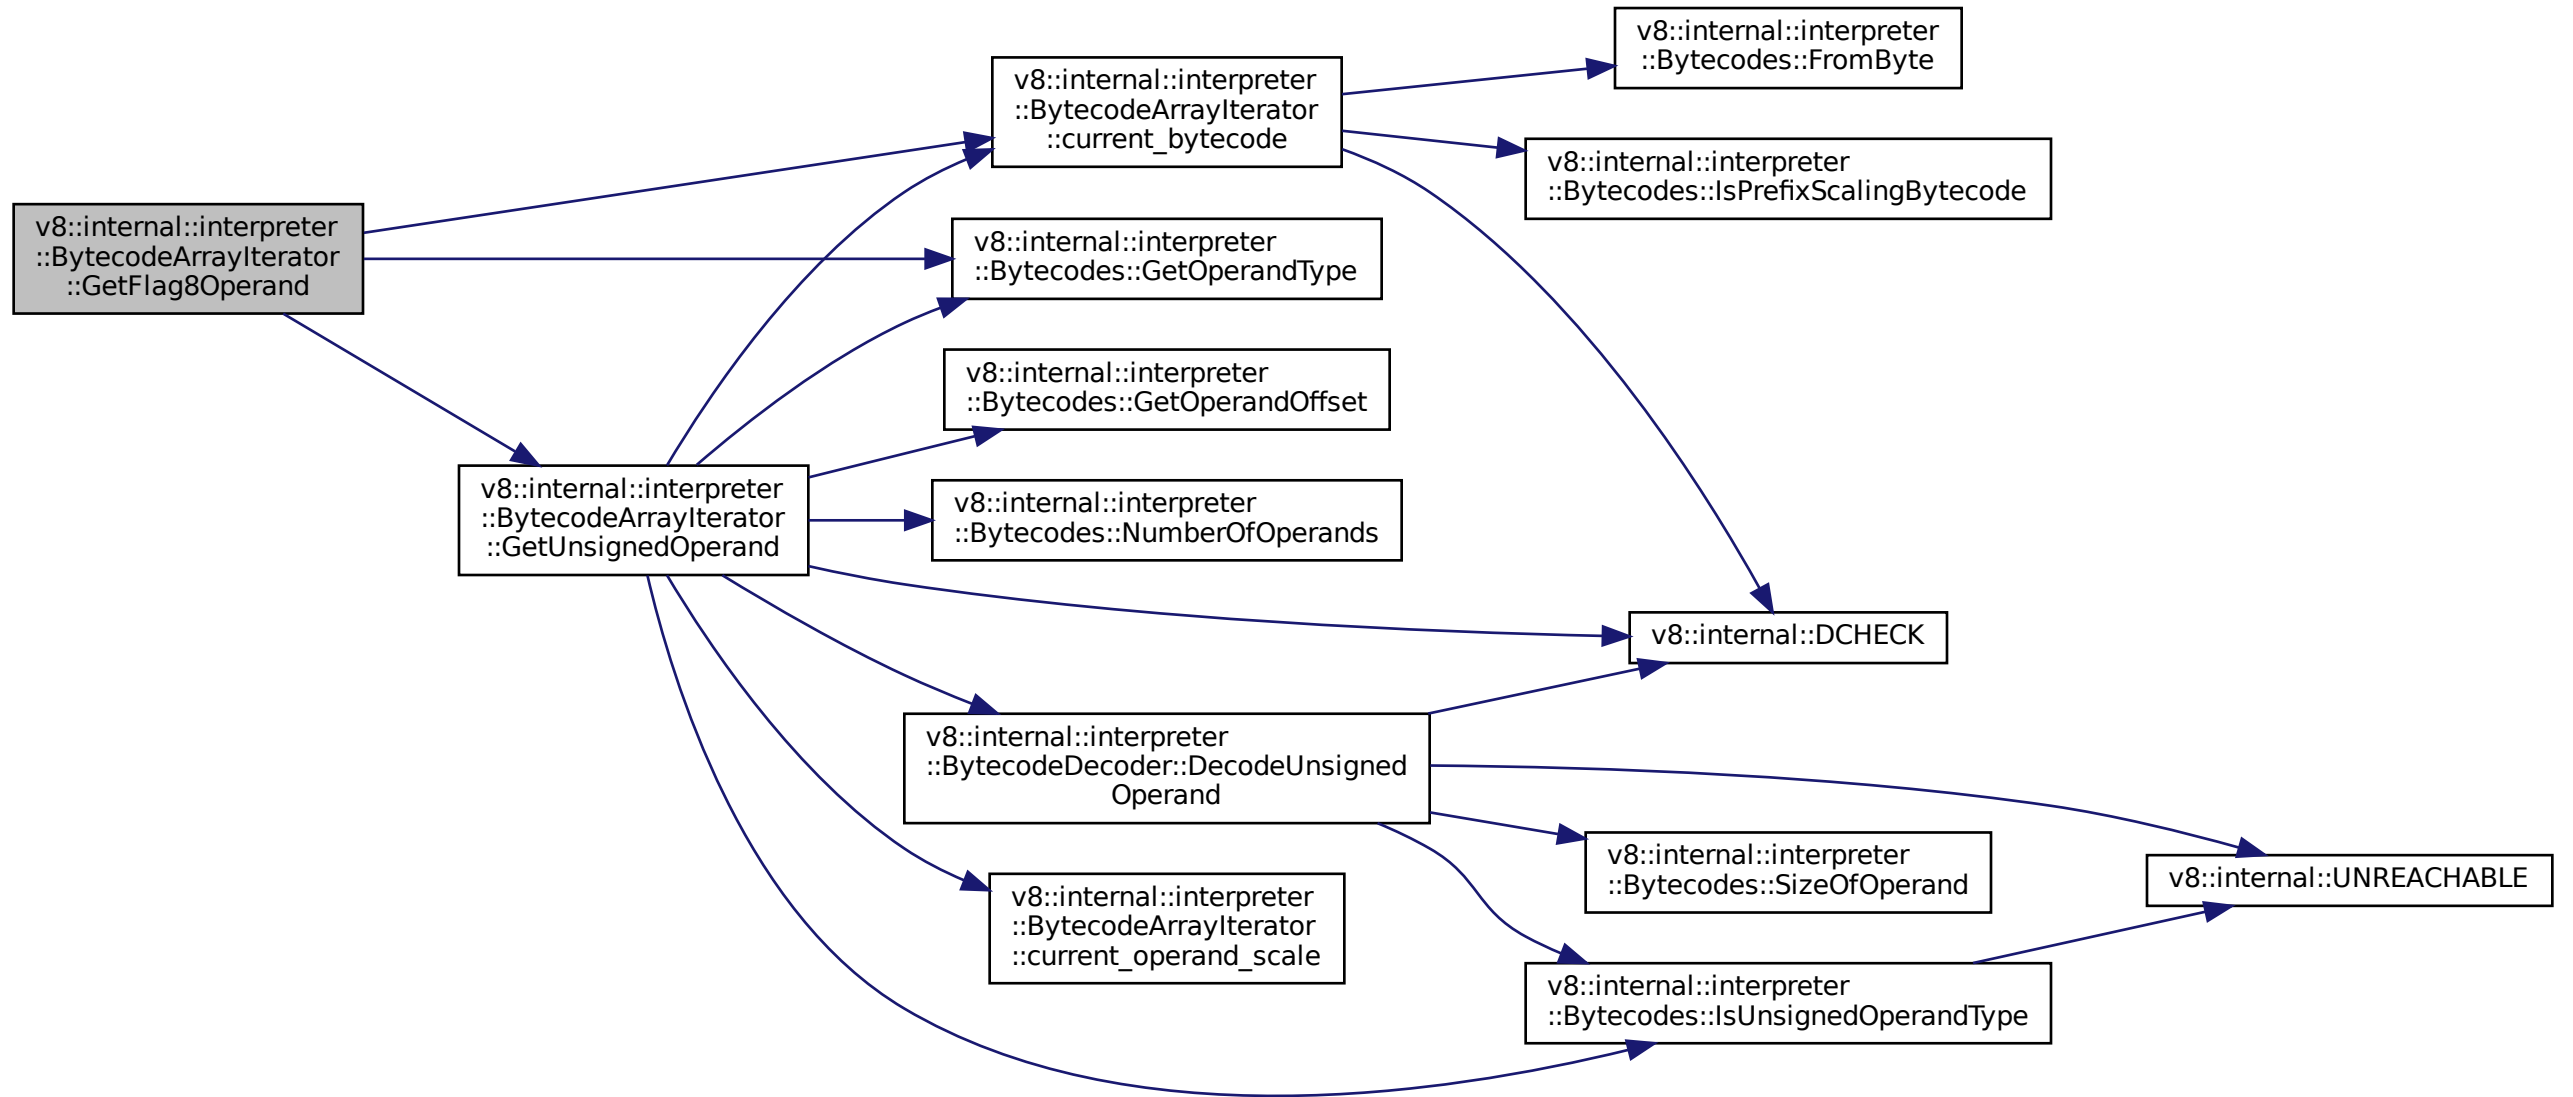 v8::internal::interpreter
::BytecodeArrayIterator
::GetFlag8Operand
v8::internal::interpreter
::BytecodeArrayIterator
::GetUnsignedOperand
v8::internal::interpreter
::BytecodeArrayIterator
::current_bytecode
v8::internal::interpreter
::Bytecodes::GetOperandType
v8::internal::interpreter
::Bytecodes::GetOperandOffset
v8::internal::interpreter
::Bytecodes::NumberOfOperands
v8::internal::interpreter
::BytecodeDecoder::DecodeUnsigned
Operand
v8::internal::interpreter
::BytecodeArrayIterator
::current_operand_scale
v8::internal::interpreter
::Bytecodes::FromByte
v8::internal::interpreter
::Bytecodes::IsPrefixScalingBytecode
v8::internal::DCHECK
v8::internal::interpreter
::Bytecodes::SizeOfOperand
v8::internal::interpreter
::Bytecodes::IsUnsignedOperandType
v8::internal::UNREACHABLE